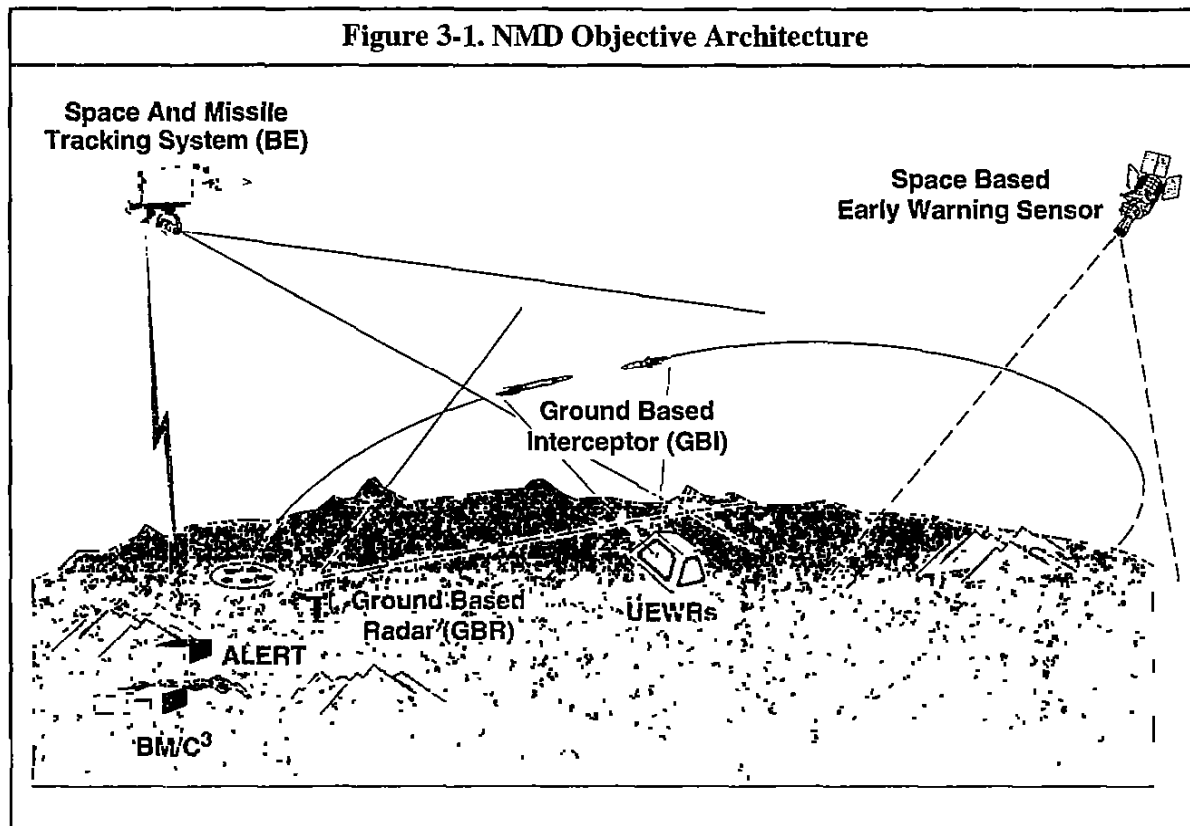 Figure 3-1. NMD Objective Architecture
Space And Missile
Tracking System (BE)
Space Based
Early Warning Sensor
Ground Based
Interceptor (GBI)
Ground Based
Radar (GBR)
UEWRs
ALERT
BM/C³